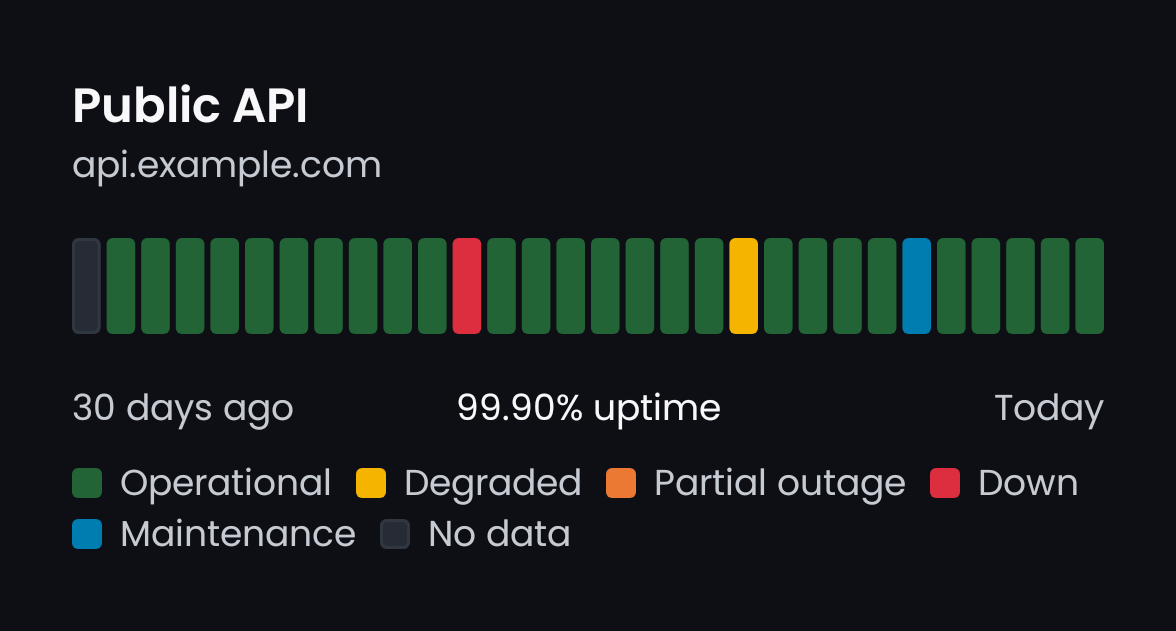 Public API
api.example.com
30 days ago 99.90% uptime Today
Operational Degraded Partial outage Down
Maintenance No data